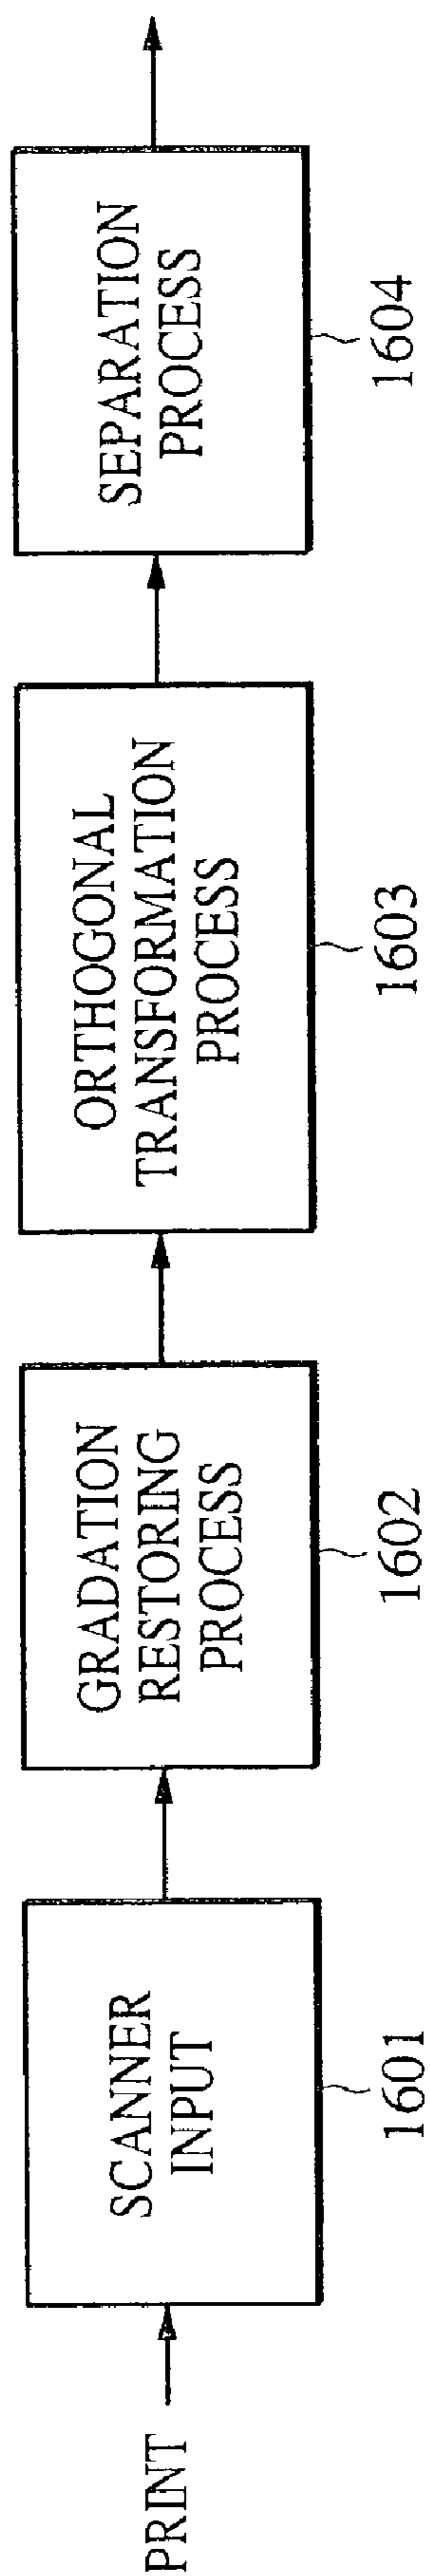 PRINT
SCANNER
INPUT
1601
GRADATION
RESTORING
PROCESS
1602
ORTHOGONAL
TRANSFORMATION
PROCESS
1603
SEPARATION
PROCESS
1604